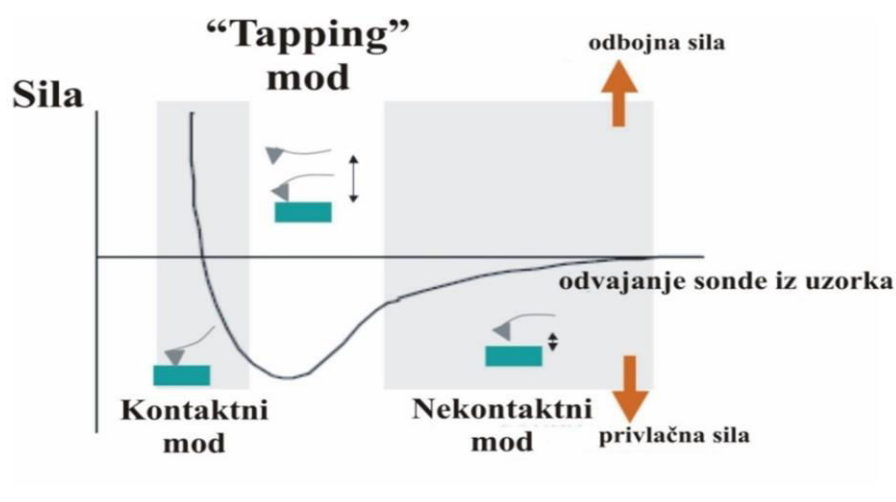 “Tapping”
mod
odbojna sila
Sila
odvajanje sonde iz uzorka
Kontaktni
mod
Nekontaktni
mod
privlačna sila